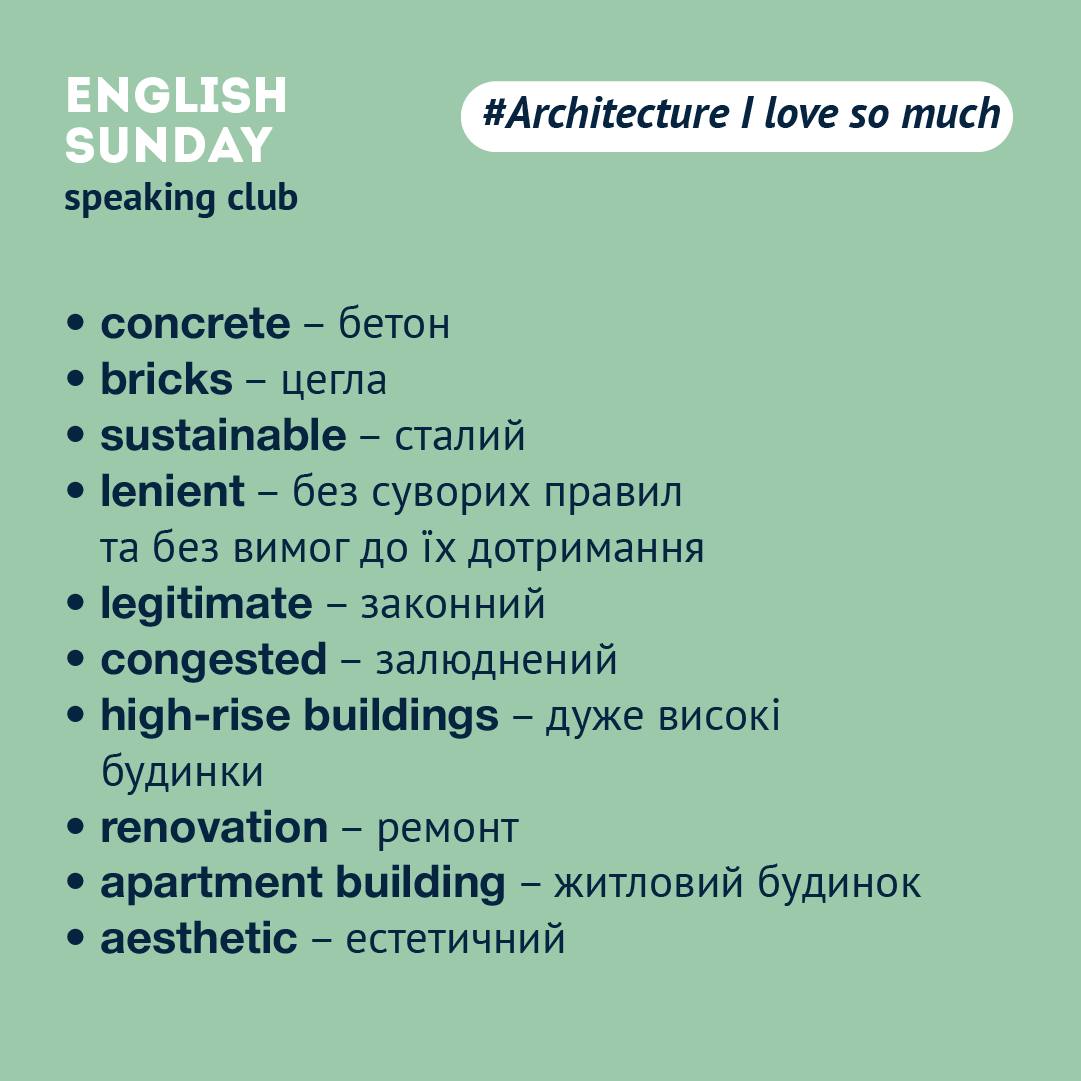 ENGLISH
SUNDAY
speaking club
#Architecture I love so much
• concrete – бетон
• bricks – цегла
• sustainable – сталий
• lenient – без суворих правил
та без вимог до їх дотримання
• legitimate – законний
• congested – залюднений
• high-rise buildings – дуже високі
будинки
• renovation – ремонт
• apartment building – житловий будинок
• aesthetic – естетичний